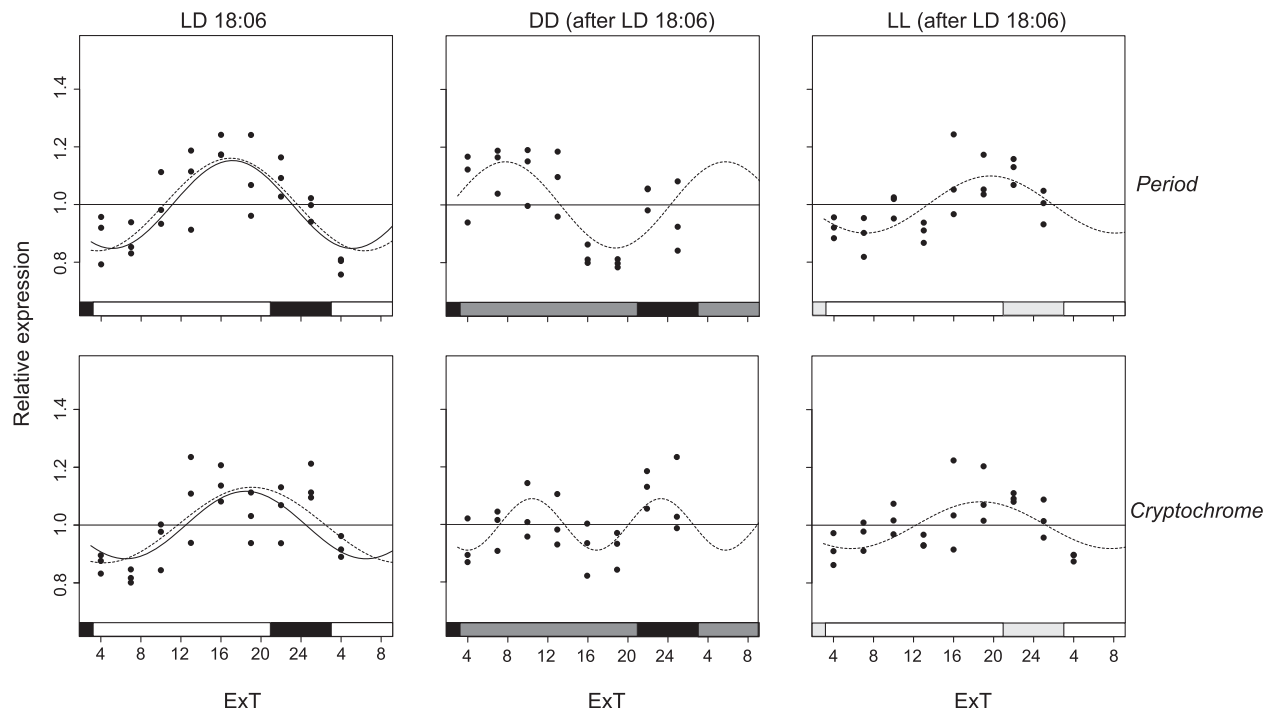 LD 18:06 DD (after LD 18:06) LL (after LD 18:06)
Relative expression
1.4
1.2
1.0
0.8
Period
1.4
1.2
1.0
0.8
Cryptochrome
4 8 12 16 20 24 4 8 4 8 12 16 20 24 4 8 4 8 12 16 20 24 4 8
ExT ExT ExT